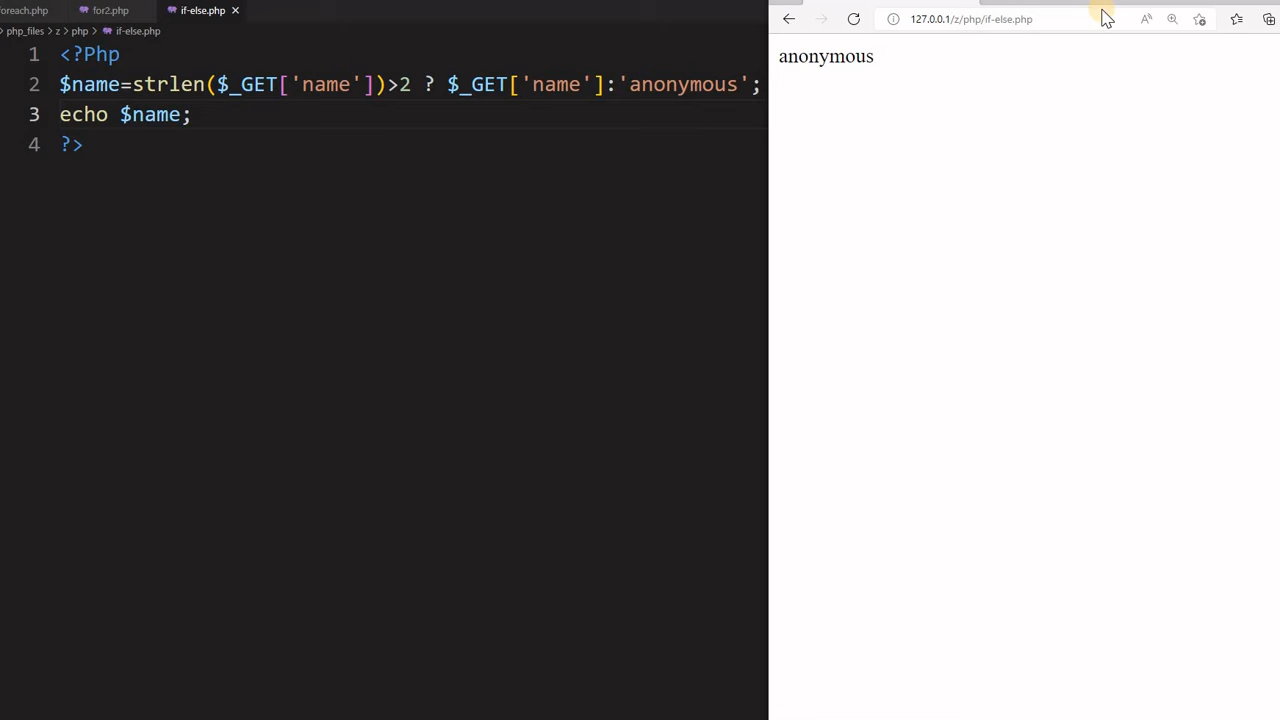 oreach.php for2.php if-else.php
php_files > z > php > if-else.php
1 <?Php
2 $name=strlen($_GET['name'])>2 ? $_GET['name']:'anonymous';
3 echo $name;
4 ?>
127.0.0.1/z/php/if-else.php
anonymous